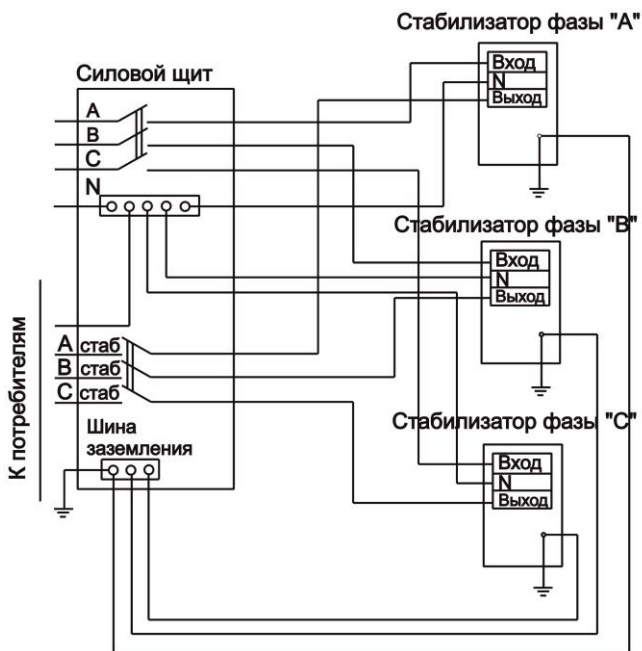 Стабилизатор фазы "А"
Силовой щит
Вход
N
Выход
A
B
C
N
Стабилизатор фазы "В"
Вход
N
Выход
К потребителям
А стаб
В стаб
С стаб
Стабилизатор фазы "С"
Шина
заземления
Вход
N
Выход